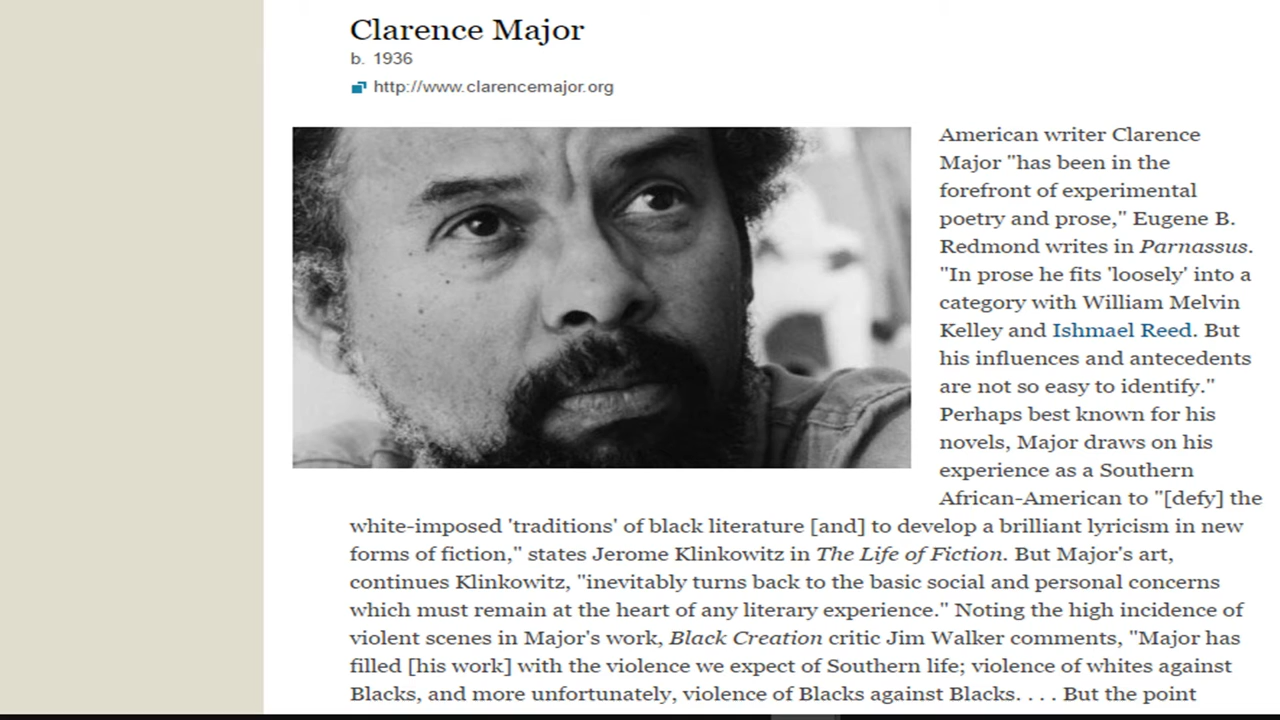 Clarence Major
b. 1936
http://www.clarencemajor.org
American writer Clarence
Major "has been in the
forefront of experimental
poetry and prose," Eugene B.
Redmond writes in Parnassus.
"In prose he fits 'loosely' into a
category with William Melvin
Kelley and Ishmael Reed. But
his influences and antecedents
are not so easy to identify."
Perhaps best known for his
novels, Major draws on his
experience as a Southern
African-American to "[defy] the
white-imposed 'traditions' of black literature [and] to develop a brilliant lyricism in new
forms of fiction," states Jerome Klinkowitz in The Life of Fiction. But Major's art,
continues Klinkowitz, "inevitably turns back to the basic social and personal concerns
which must remain at the heart of any literary experience." Noting the high incidence of
violent scenes in Major's work, Black Creation critic Jim Walker comments, "Major has
filled [his work] with the violence we expect of Southern life; violence of whites against
Blacks, and more unfortunately, violence of Blacks against Blacks. . . . But the point